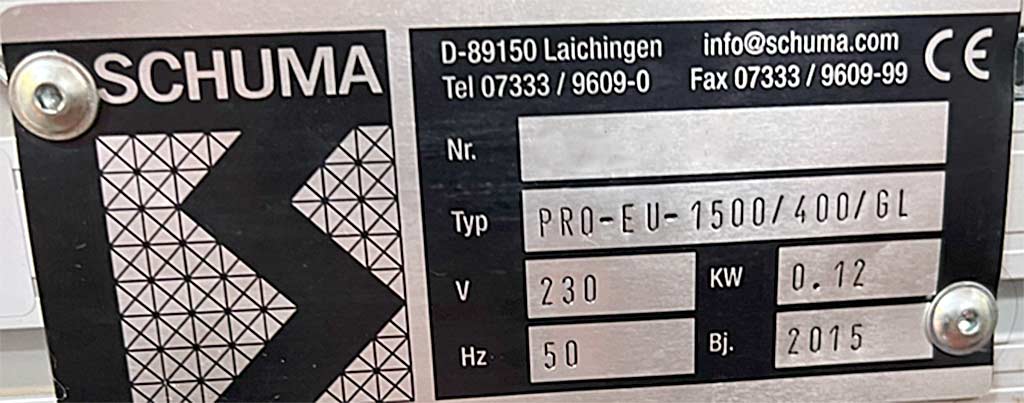 SCHUMA
D-89150 Laichingen info@schuma.com
Tel 07333 / 9609-0 Fax 07333 / 9609-99
CE
Nr.
Typ PRO-EU-1500/400/GL
V 230 KW 0.12
Hz 50 Bj. 2015